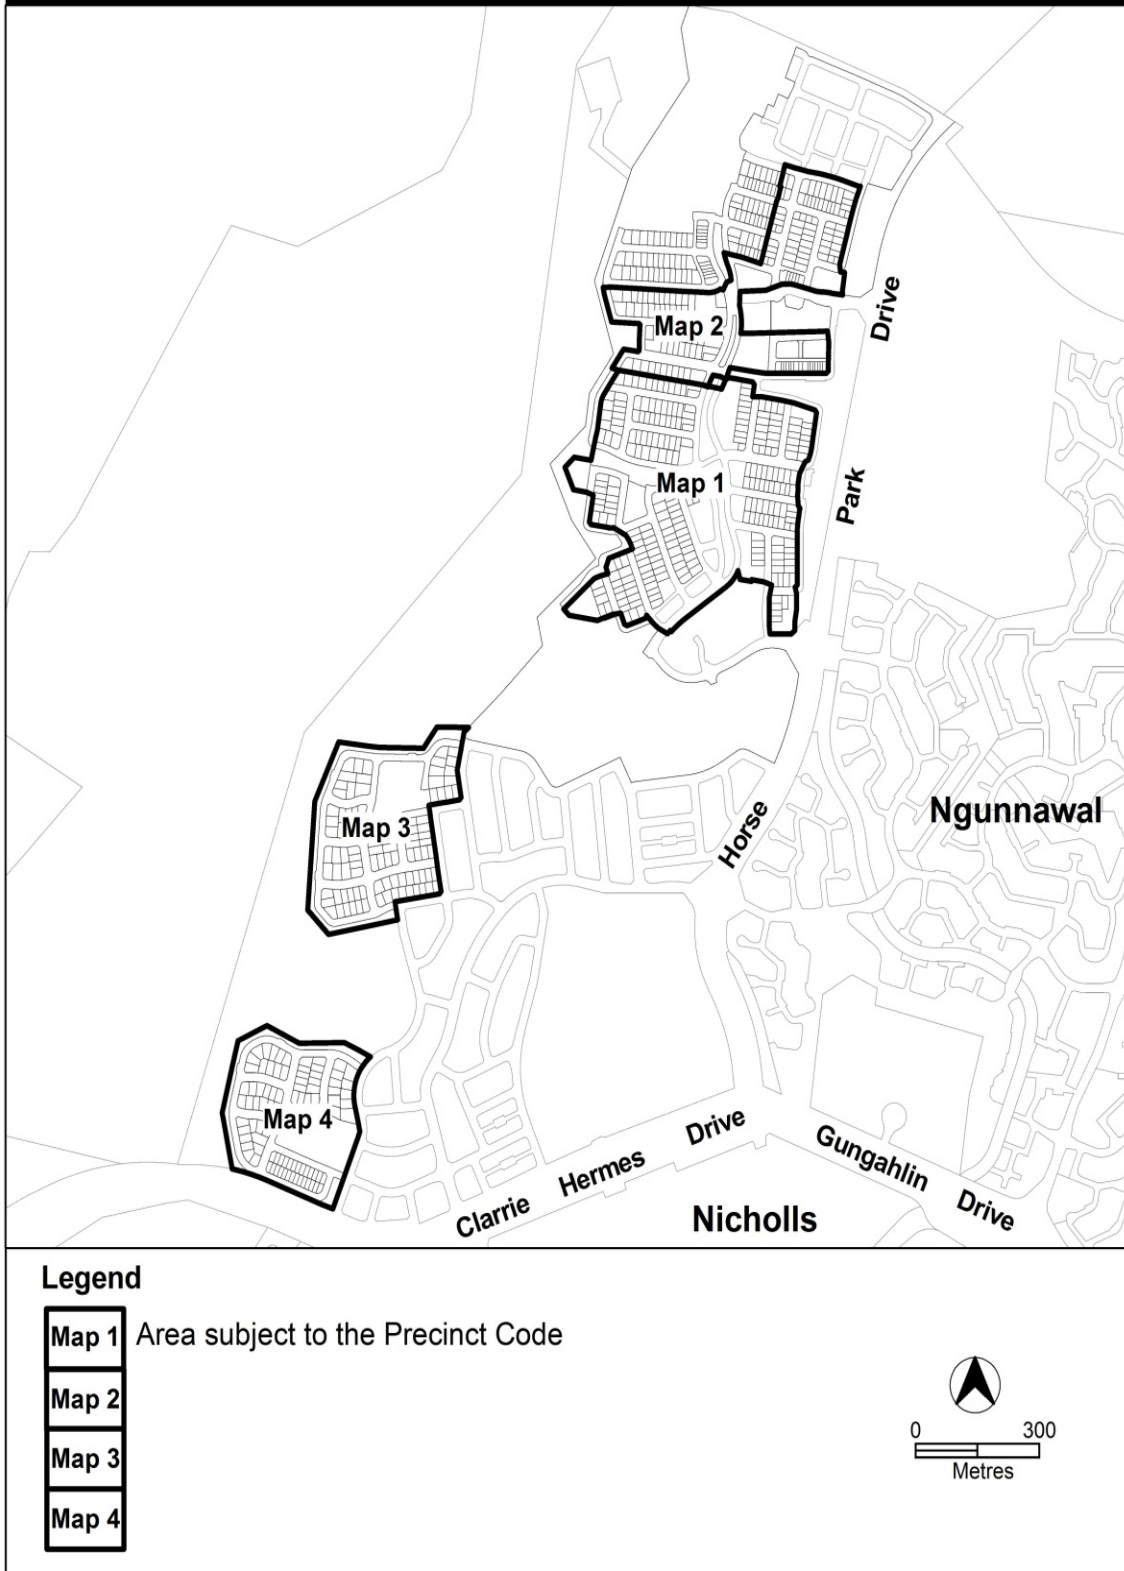 Drive
Map 2
Map 1
Park
Ngunnawal
Map 3
Horse
Map 4
Drive
Gungahlin
Hermes
Clarrie
Drive
Nicholls
Legend
Map 1 Area subject to the Precinct Code
Map 2
Map 3
Map 4
0 300
Metres